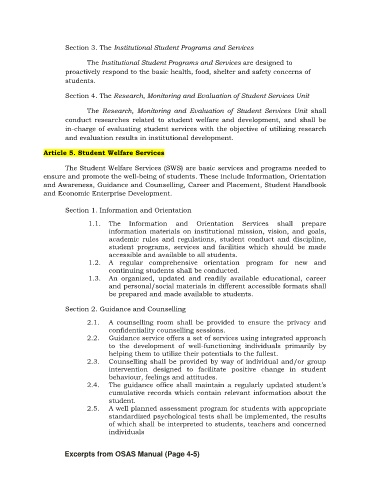 Section 3. The Institutional Student Programs and Services
The Institutional Student Programs and Services are designed to
proactively respond to the basic health, food, shelter and safety concerns of
students.
Section 4. The Research, Monitoring and Evaluation of Student Services Unit
The Research, Monitoring and Evaluation of Student Services Unit shall
conduct researches related to student welfare and development, and shall be
in-charge of evaluating student services with the objective of utilizing research
and evaluation results in institutional development.
Article 5. Student Welfare Services
The Student Welfare Services (SWS) are basic services and programs needed to
ensure and promote the well-being of students. These include Information, Orientation
and Awareness, Guidance and Counselling, Career and Placement, Student Handbook
and Economic Enterprise Development.
Section 1. Information and Orientation
1.1. The Information and Orientation Services shall prepare
information materials on institutional mission, vision, and goals,
academic rules and regulations, student conduct and discipline,
student programs, services and facilities which should be made
accessible and available to all students.
1.2. A regular comprehensive orientation program for new and
continuing students shall be conducted.
1.3. An organized, updated and readily available educational, career
and personal/social materials in different accessible formats shall
be prepared and made available to students.
Section 2. Guidance and Counselling
2.1. A counselling room shall be provided to ensure the privacy and
confidentiality counselling sessions.
2.2. Guidance service offers a set of services using integrated approach
to the development of well-functioning individuals primarily by
helping them to utilize their potentials to the fullest.
2.3. Counselling shall be provided by way of individual and/or group
intervention designed to facilitate positive change in student
behaviour, feelings and attitudes.
2.4. The guidance office shall maintain a regularly updated student's
cumulative records which contain relevant information about the
student.
2.5. A well planned assessment program for students with appropriate
standardized psychological tests shall be implemented, the results
of which shall be interpreted to students, teachers and concerned
individuals
Excerpts from OSAS Manual (Page 4-5)